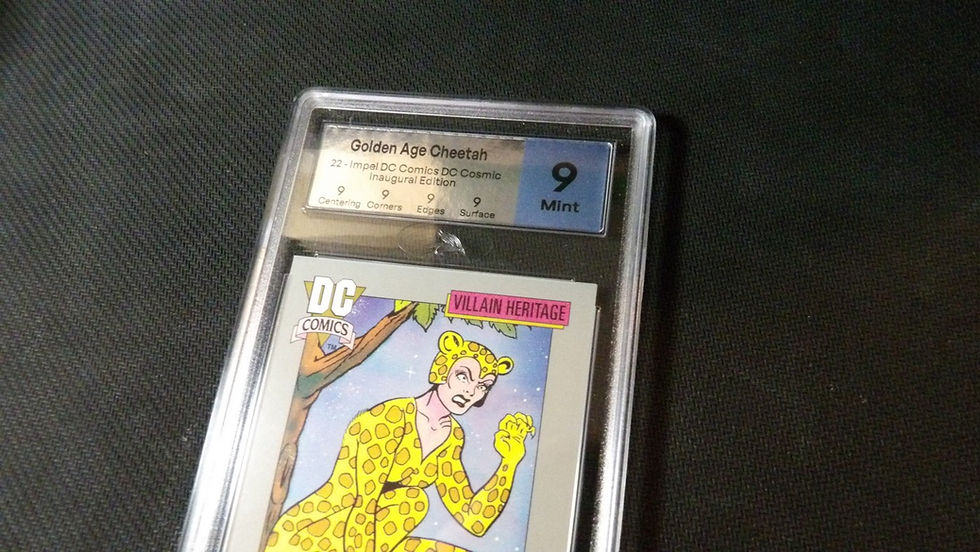 Golden Age Cheetah
22 - Impel DC Comics DC Cosmic
Inaugural Edition
9 9 9 9
Centering Corners Edges Surface
9
Mint
DC
COMICS
TM
VILLAIN HERITAGE